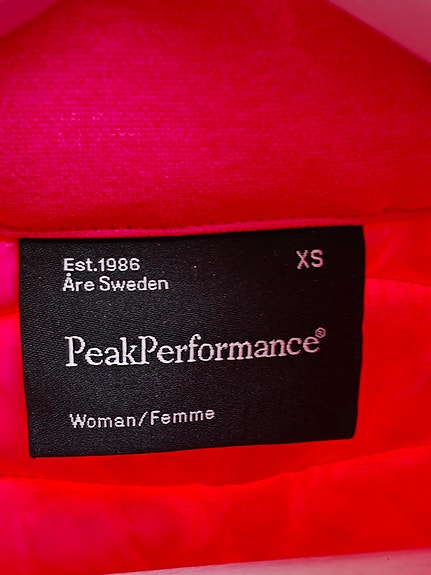 Est.1986 XS
Åre Sweden
PeakPerformance®
Woman/Femme